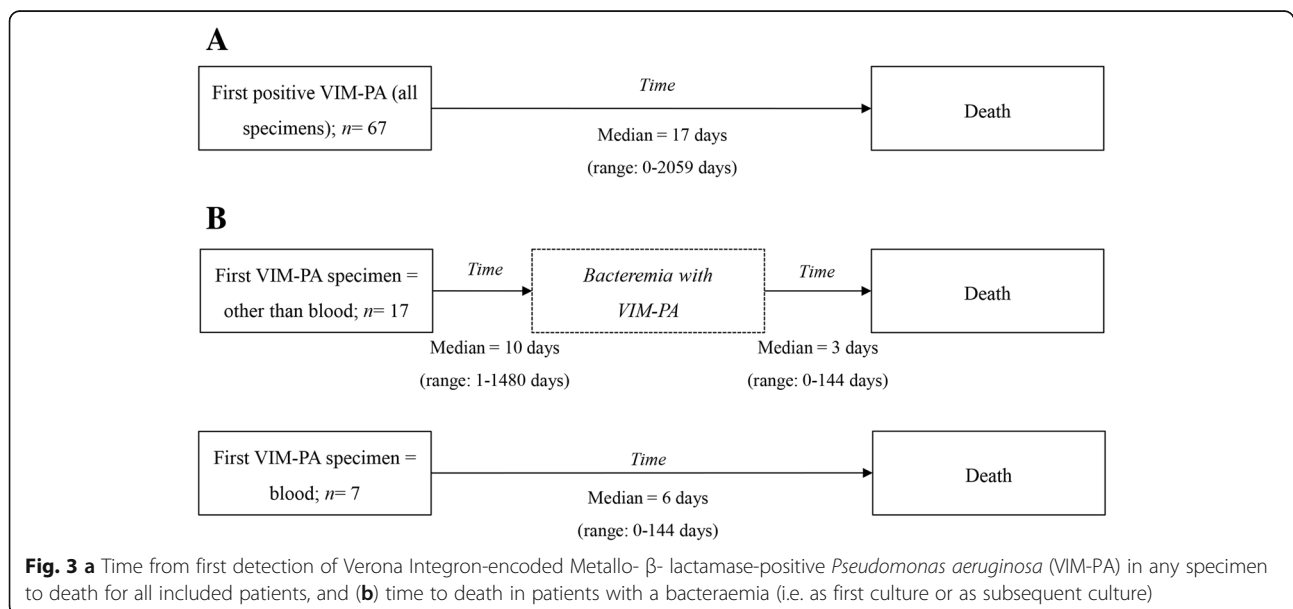 A
First positive VIM-PA (all
specimens); n= 67
Time
Median = 17 days
(range: 0-2059 days)
Death
B
First VIM-PA specimen =
other than blood; n= 17
Time
Median = 10 days
(range: 1-1480 days)
Bacteremia with
VIM-PA
Time
Median = 3 days
(range: 0-144 days)
Death
First VIM-PA specimen =
blood; n= 7
Time
Median = 6 days
(range: 0-144 days)
Death
Fig. 3 a Time from first detection of Verona Integron-encoded Metallo- β- lactamase-positive Pseudomonas aeruginosa (VIM-PA) in any specimen
to death for all included patients, and (b) time to death in patients with a bacteraemia (i.e. as first culture or as subsequent culture)